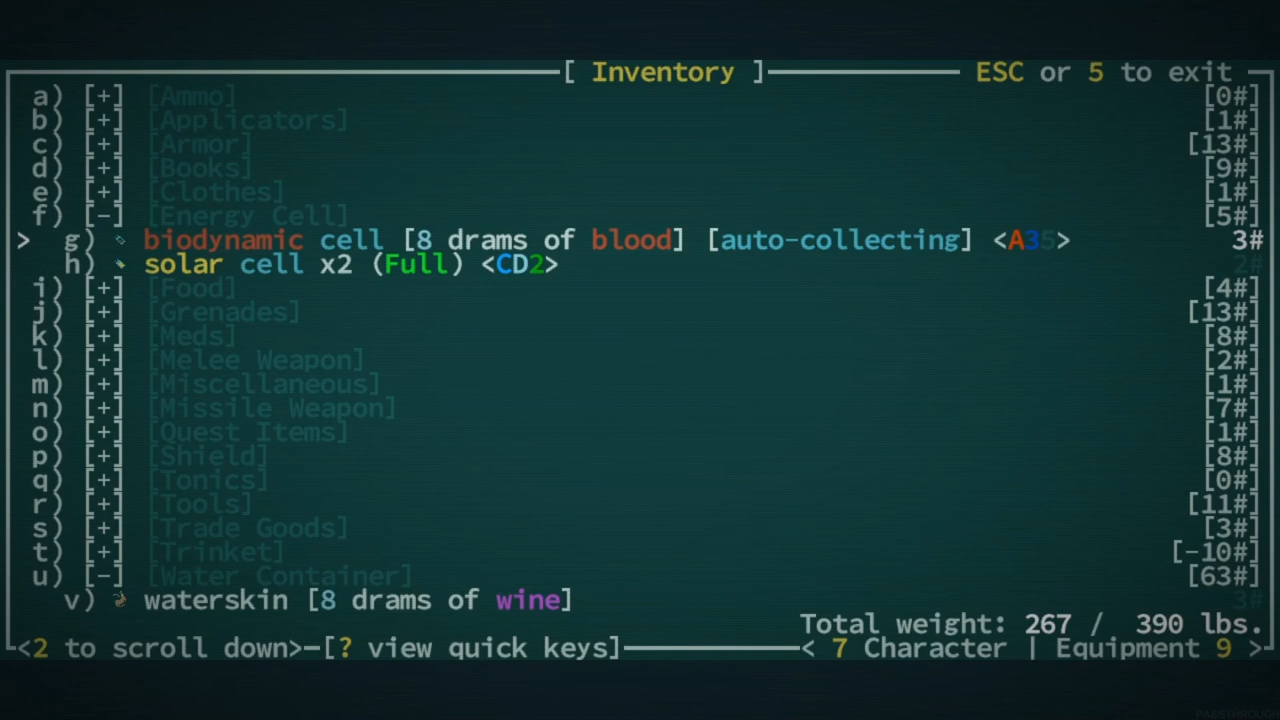 [ Inventory ] ESC or 5 to exit
a) [+] [Ammo] [0#]
b) [+] [Applicators] [1#]
c) [+] [Armor] [13#]
d) [+] [Books] [9#]
e) [+] [Clothes] [1#]
f) [-] [Energy Cell] [5#]
> g) biodynamic cell [8 drams of blood] [auto-collecting] <A35> 3#
h) solar cell x2 (Full) <CD2> 2#
i) [+] [Food] [4#]
j) [+] [Grenades] [13#]
k) [+] [Meds] [8#]
l) [+] [Melee Weapon] [2#]
m) [+] [Miscellaneous] [1#]
n) [+] [Missile Weapon] [7#]
o) [+] [Quest Items] [1#]
p) [+] [Shield] [8#]
q) [+] [Tonics] [0#]
r) [+] [Tools] [11#]
s) [+] [Trade Goods] [3#]
t) [+] [Trinket] [-10#]
u) [-] [Water Container] [63#]
v) waterskin [8 drams of wine] 3#
Total weight: 267 / 390 lbs.
<2 to scroll down> [? view quick keys] < 7 Character | Equipment 9 >